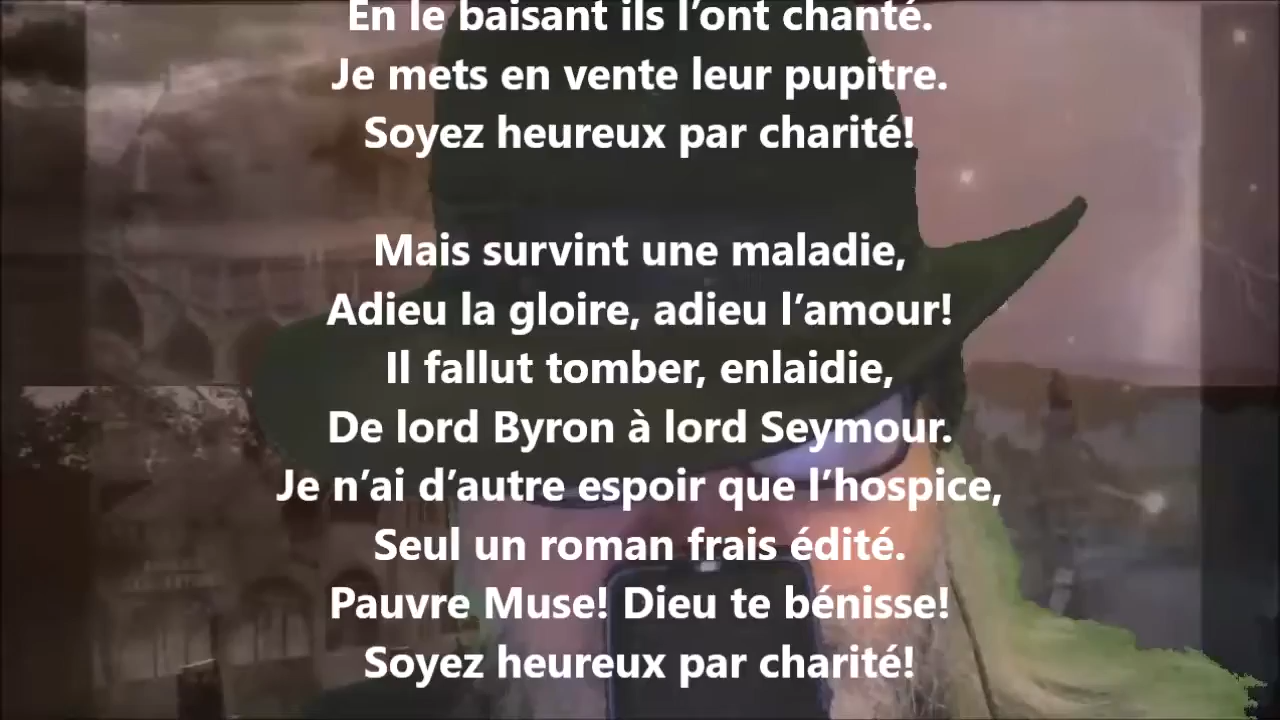 En le baisant ils l’ont chanté.
Je mets en vente leur pupitre.
Soyez heureux par charité!
Mais survint une maladie,
Adieu la gloire, adieu l’amour!
Il fallut tomber, enlaidie,
De lord Byron à lord Seymour.
Je n’ai d’autre espoir que l’hospice,
Seul un roman frais édité.
Pauvre Muse! Dieu te bénisse!
Soyez heureux par charité!